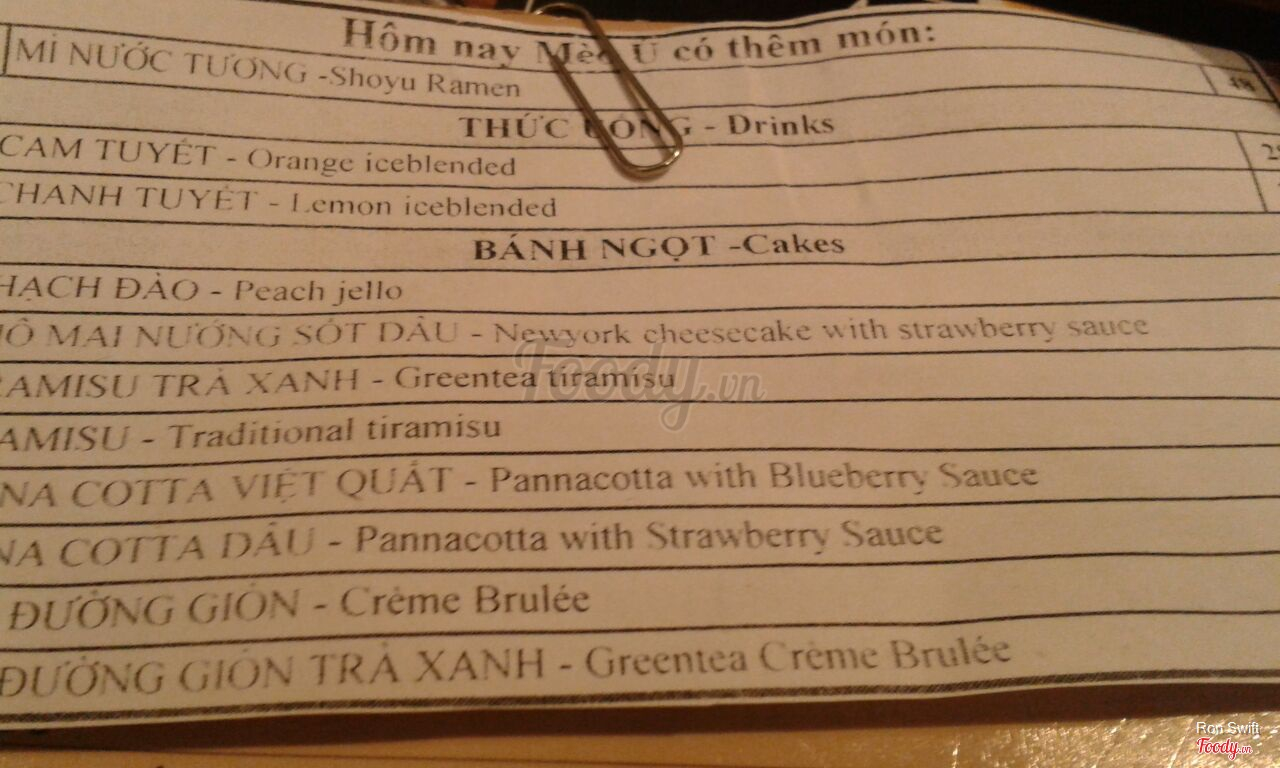 Hôm nay Mèo Ú có thêm món:
MÌ NƯỚC TƯƠNG -Shoyu Ramen
THỨC UỐNG - Drinks
CAM TUYẾT - Orange iceblended
CHANH TUYẾT - Lemon iceblended
BÁNH NGỌT -Cakes
HẠCH ĐÀO - Peach jello
Ô MAI NƯỚNG SỐT DÂU - Newyork cheesecake with strawberry sauce
RAMISU TRÀ XANH - Greentea tiramisu
AMISU - Traditional tiramisu
NA COTTA VIỆT QUẤT - Pannacotta with Blueberry Sauce
NA COTTA DÂU - Pannacotta with Strawberry Sauce
ĐƯỜNG GIÒN - Crème Brulée
ĐƯỜNG GIÒN TRÀ XANH - Greentea Crème Brulée
Foody.vn
Ron Swift
Foody.vn